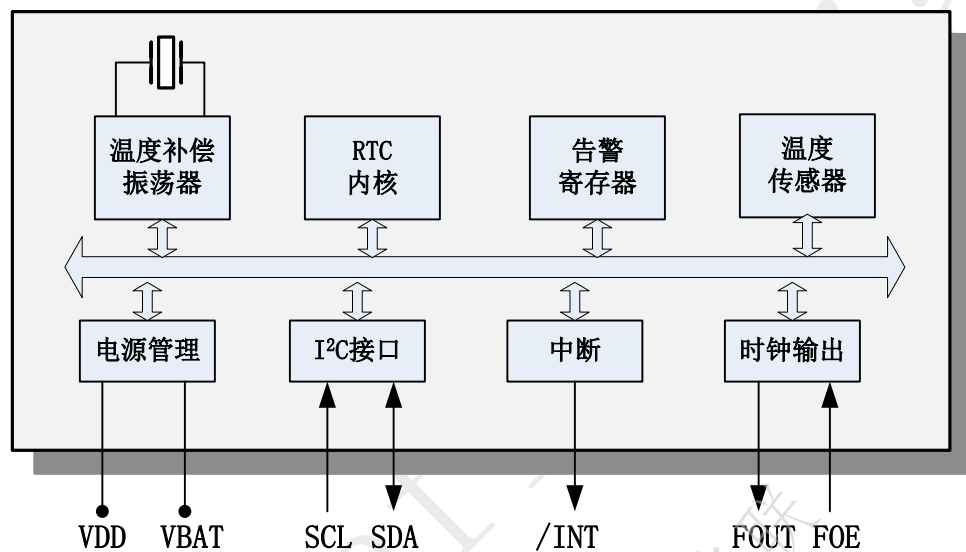 温度补偿
振荡器
RTC
内核
告警
寄存器
温度
传感器
电源管理
I²C接口
中断
时钟输出
VDD VBAT SCL SDA /INT FOUT FOE